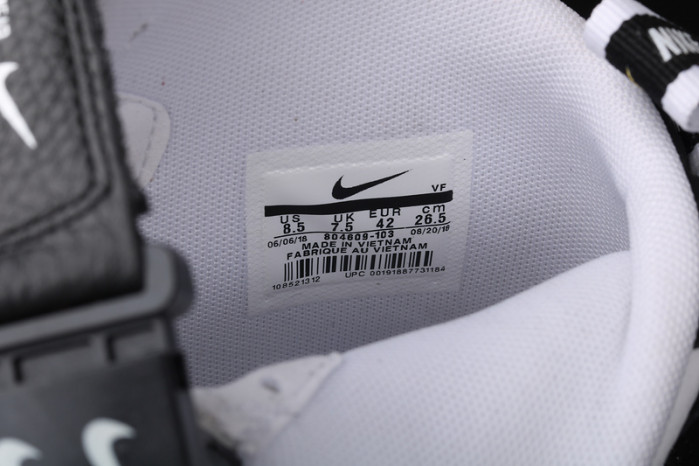 VF
US UK EUR cm
8.5 7.5 42 26.5
06/06/18 804609-103 08/20/18
MADE IN VIETNAM
FABRIQUE AU VIETNAM
108521312 UPC 00191887731184
NIKE